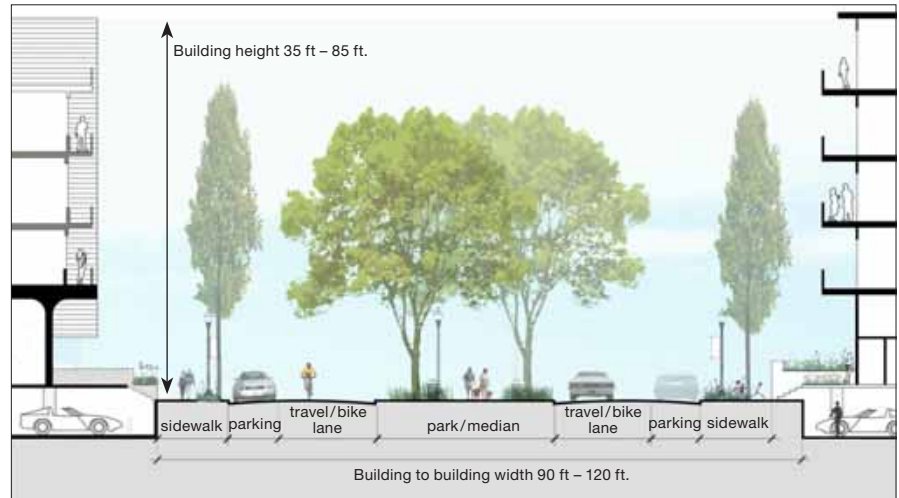 Building height 35 ft – 85 ft.
sidewalk parking travel/bike lane park/median travel/bike lane parking sidewalk
Building to building width 90 ft – 120 ft.